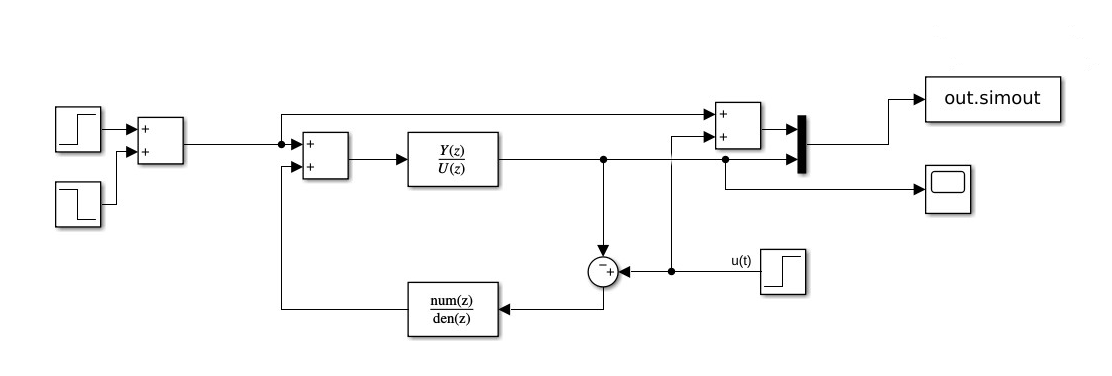 out.simout
+
+
+
+
+
+
Y(z)
U(z)
u(t)
−
+
num(z)
den(z)